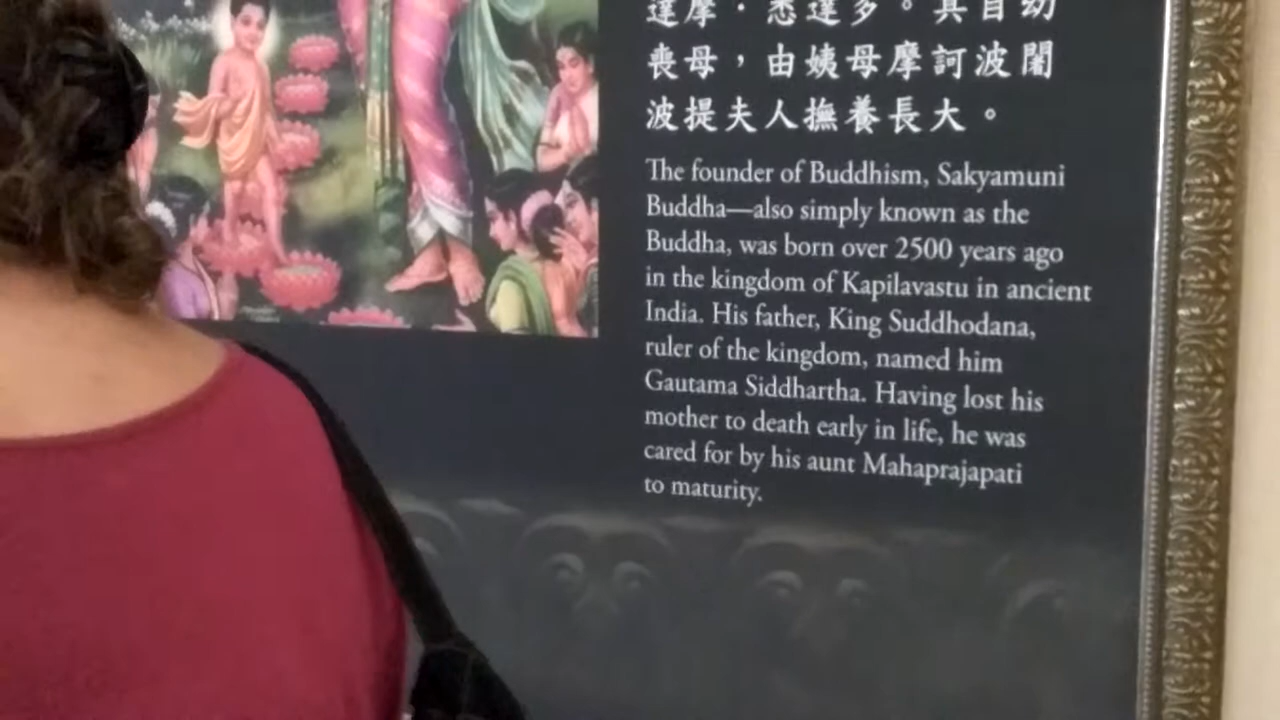 達摩·悉達多。其自幼
喪母，由姨母摩訶波闍
波提夫人撫養長大。
The founder of Buddhism, Sakyamuni
Buddha—also simply known as the
Buddha, was born over 2500 years ago
in the kingdom of Kapilavastu in ancient
India. His father, King Suddhodana,
ruler of the kingdom, named him
Gautama Siddhartha. Having lost his
mother to death early in life, he was
cared for by his aunt Mahaprajapati
to maturity.